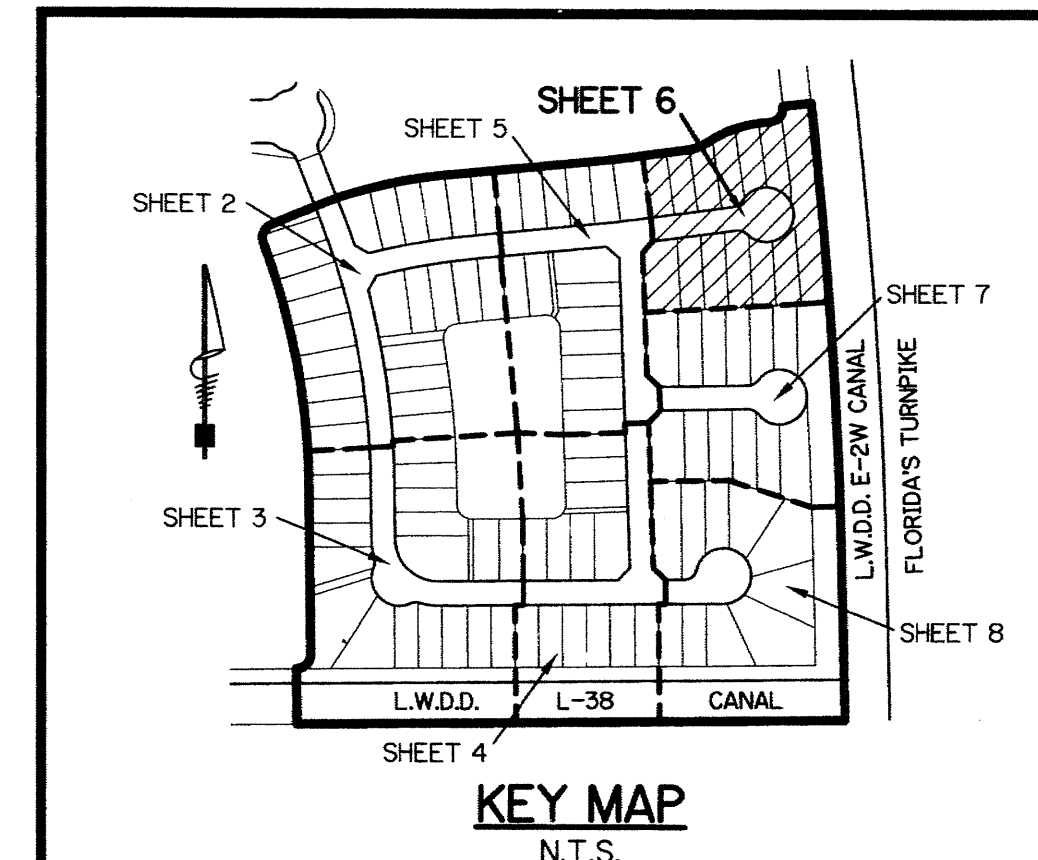 SHEET 6
SHEET 5
SHEET 2
SHEET 7
L.W.D.D. E-2W CANAL
FLORIDA'S TURNPIKE
SHEET 3
SHEET 8
L.W.D.D. L-38 CANAL
SHEET 4
KEY MAP
N.T.S.